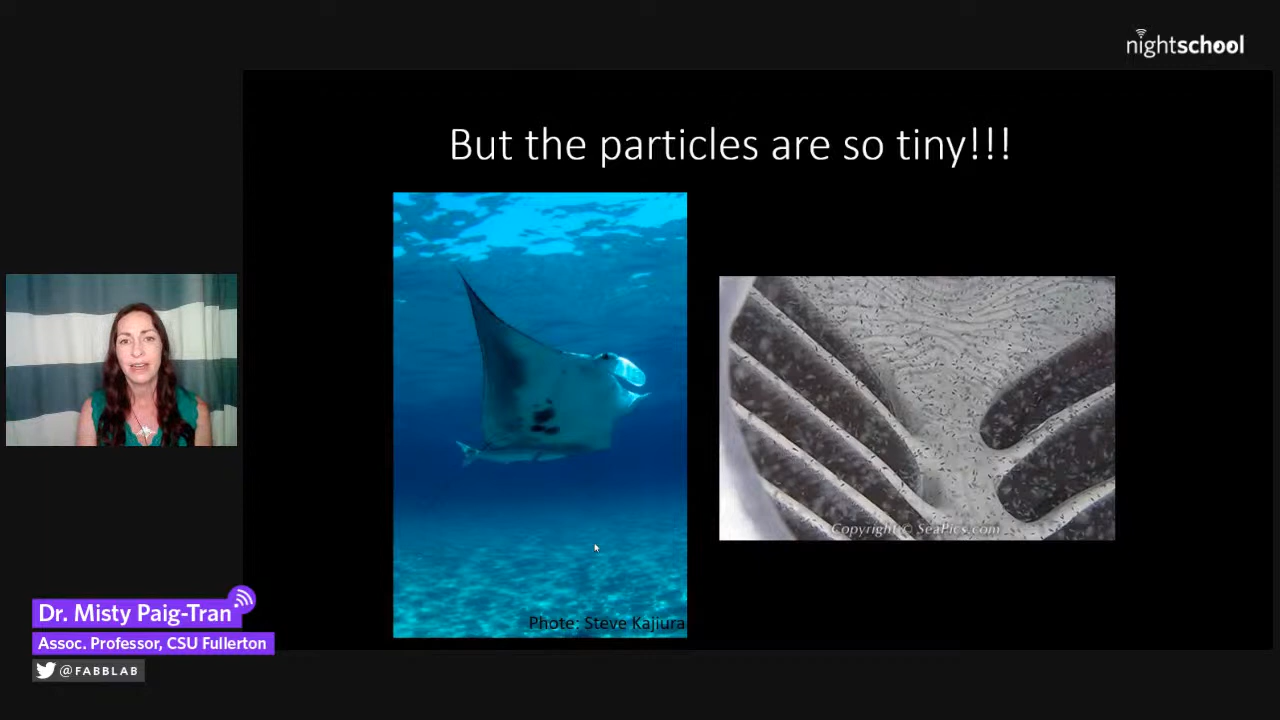 nightschool
But the particles are so tiny!!!
Copyright © SeaPics.com
Phote: Steve Kajiura
Dr. Misty Paig-Tran
Assoc. Professor, CSU Fullerton
@FABBLAB